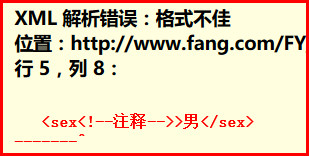 XML 解析错误：格式不佳
位置：http://www.fang.com/FY
行 5，列 8：
<sex<!--注释-->>男</sex>
-------^